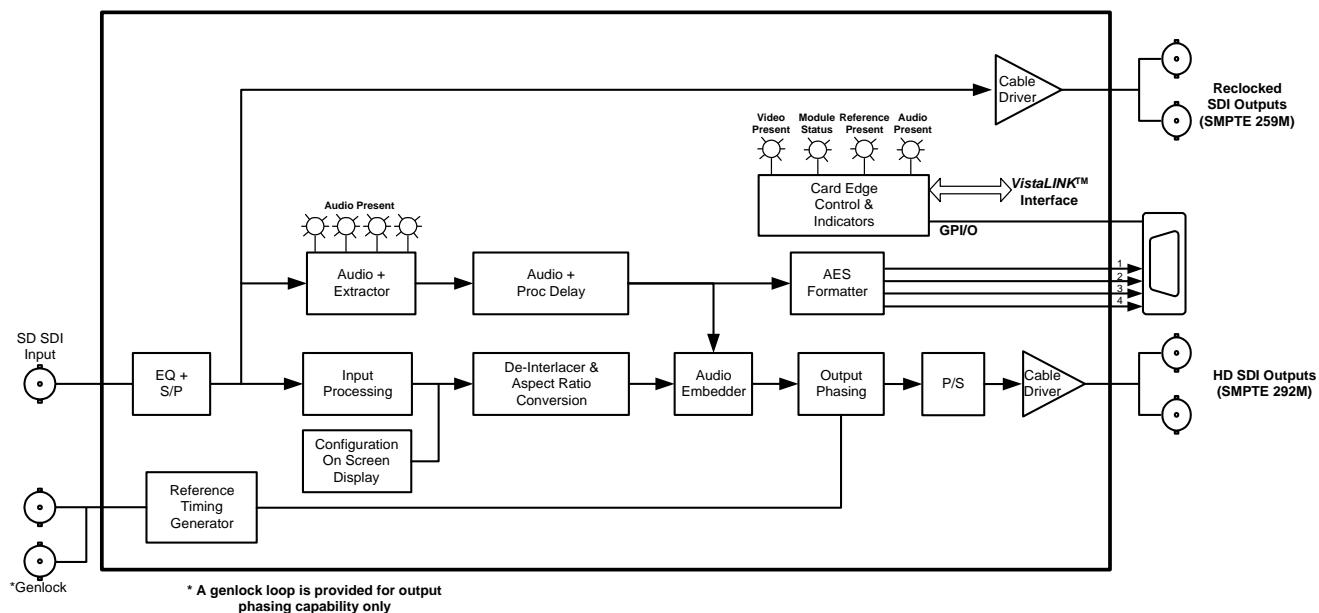 Cable
Driver
Reclocked
SDI Outputs
(SMPTE 259M)
Video
Present
Module
Status
Reference
Present
Audio
Present
Card Edge
Control &
Indicators
VistaLINK™
Interface
GPI/O
Audio Present
Audio +
Extractor
Audio +
Proc Delay
AES
Formatter
1
2
3
4
SD SDI
Input
EQ +
S/P
Input
Processing
De-Interlacer &
Aspect Ratio
Conversion
Audio
Embedder
Output
Phasing
P/S
Cable
Driver
HD SDI Outputs
(SMPTE 292M)
Configuration
On Screen
Display
Reference
Timing
Generator
*Genlock
* A genlock loop is provided for output
phasing capability only